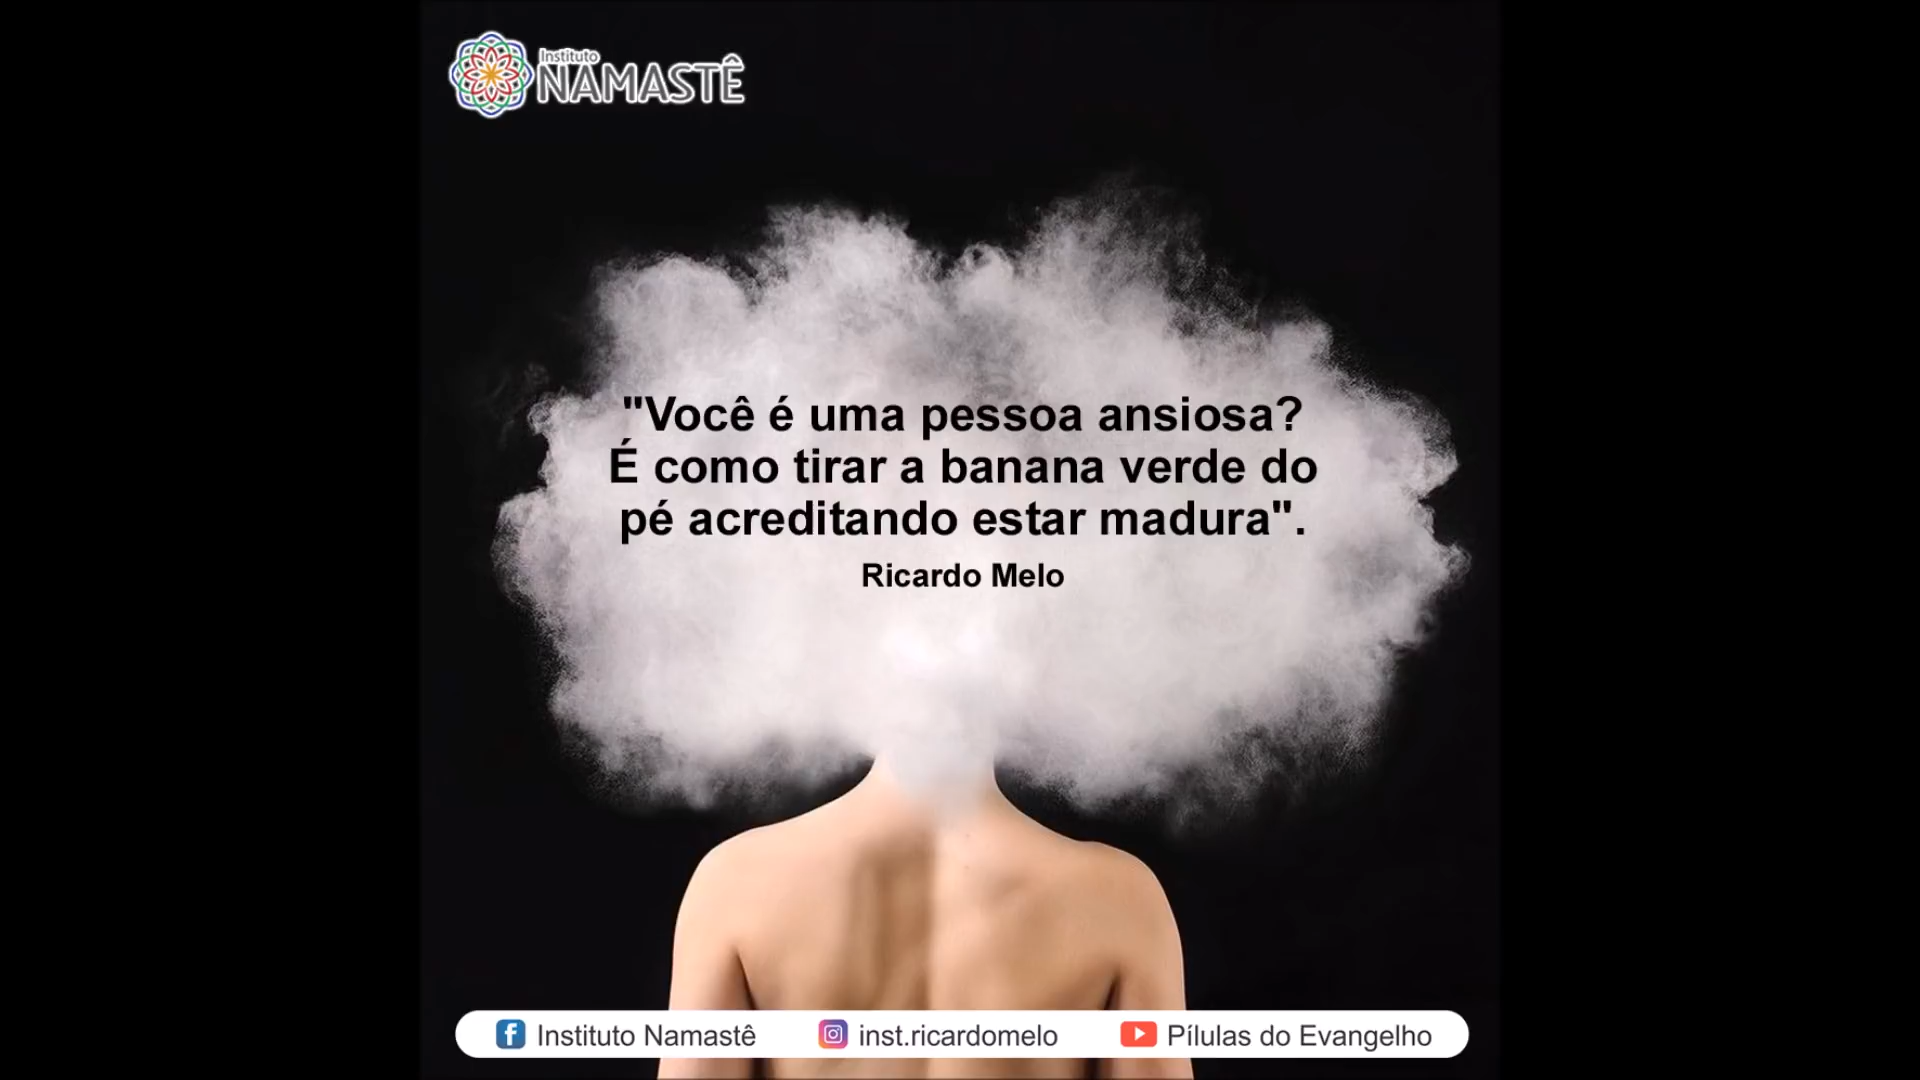 Instituto
NAMASTÊ
"Você é uma pessoa ansiosa?
É como tirar a banana verde do
pé acreditando estar madura".
Ricardo Melo
Instituto Namastê
inst.ricardomelo
Pílulas do Evangelho